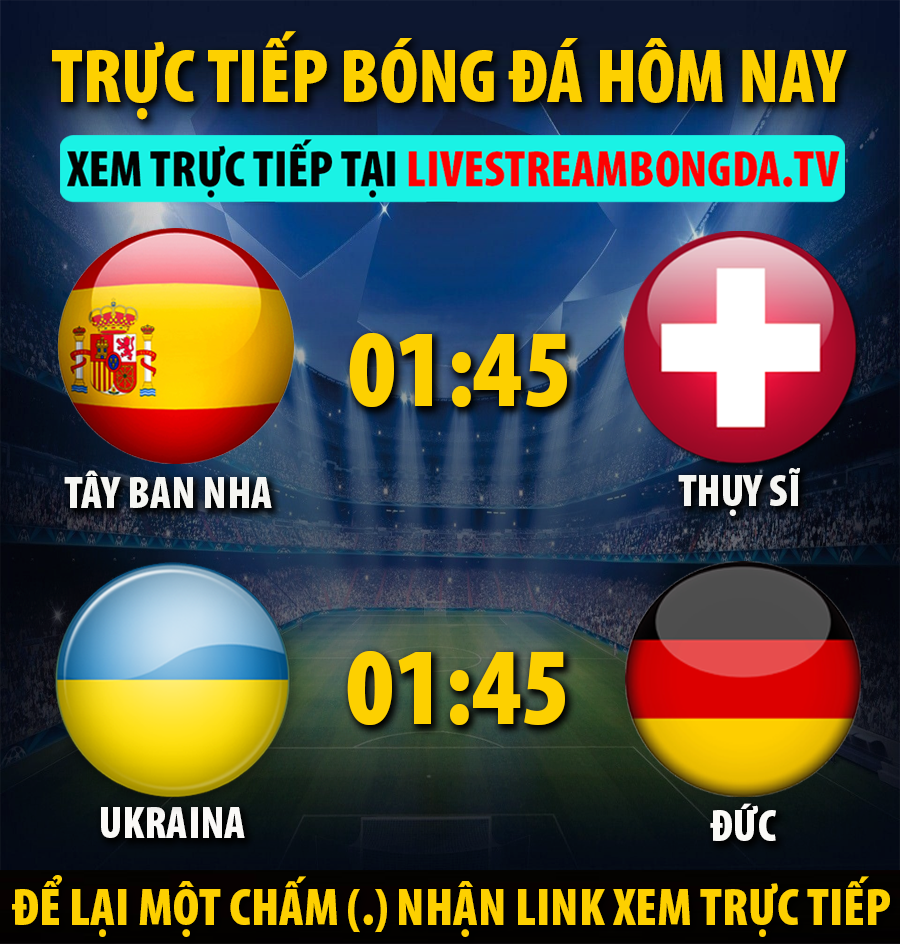 TRỰC TIẾP BÓNG ĐÁ HÔM NAY
XEM TRỰC TIẾP TẠI LIVESTREAMBONGDA.TV
01:45
TÂY BAN NHA
THỤY SĨ
01:45
UKRAINA
ĐỨC
ĐỂ LẠI MỘT CHẤM (.) NHẬN LINK XEM TRỰC TIẾP